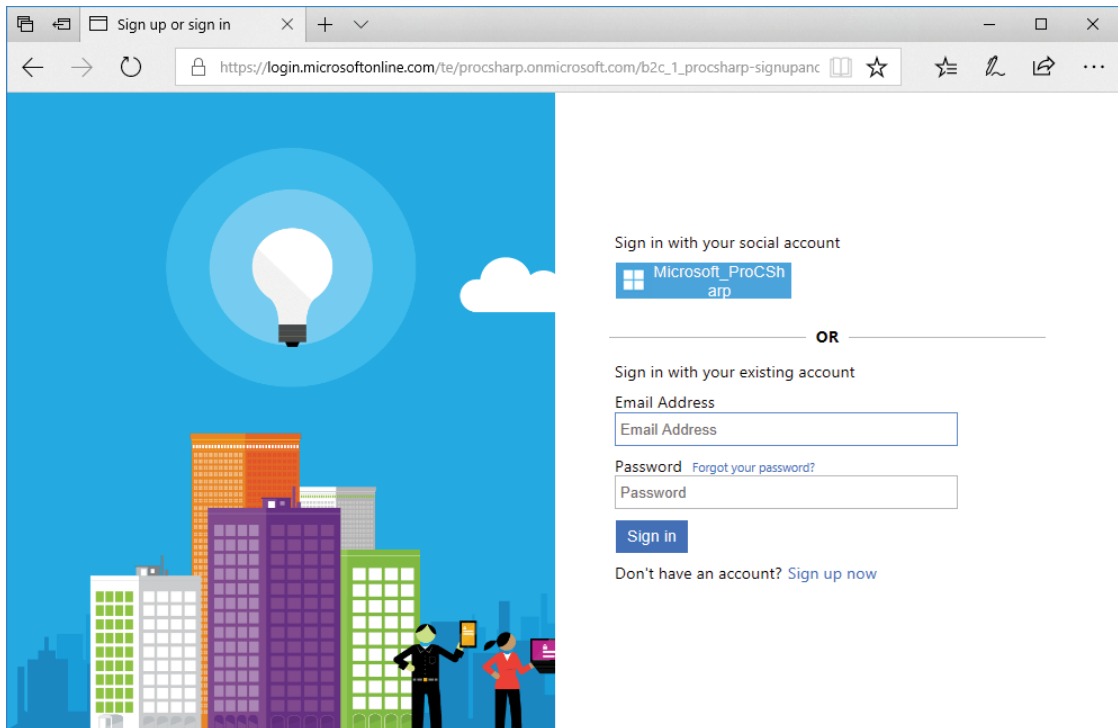 Sign up or sign in
https://login.microsoftonline.com/te/procsharp.onmicrosoft.com/b2c_1_procsharp-signupand
Sign in with your social account
Microsoft_ProCSh
arp
OR
Sign in with your existing account
Email Address
Email Address
Password Forgot your password?
Password
Sign in
Don't have an account? Sign up now